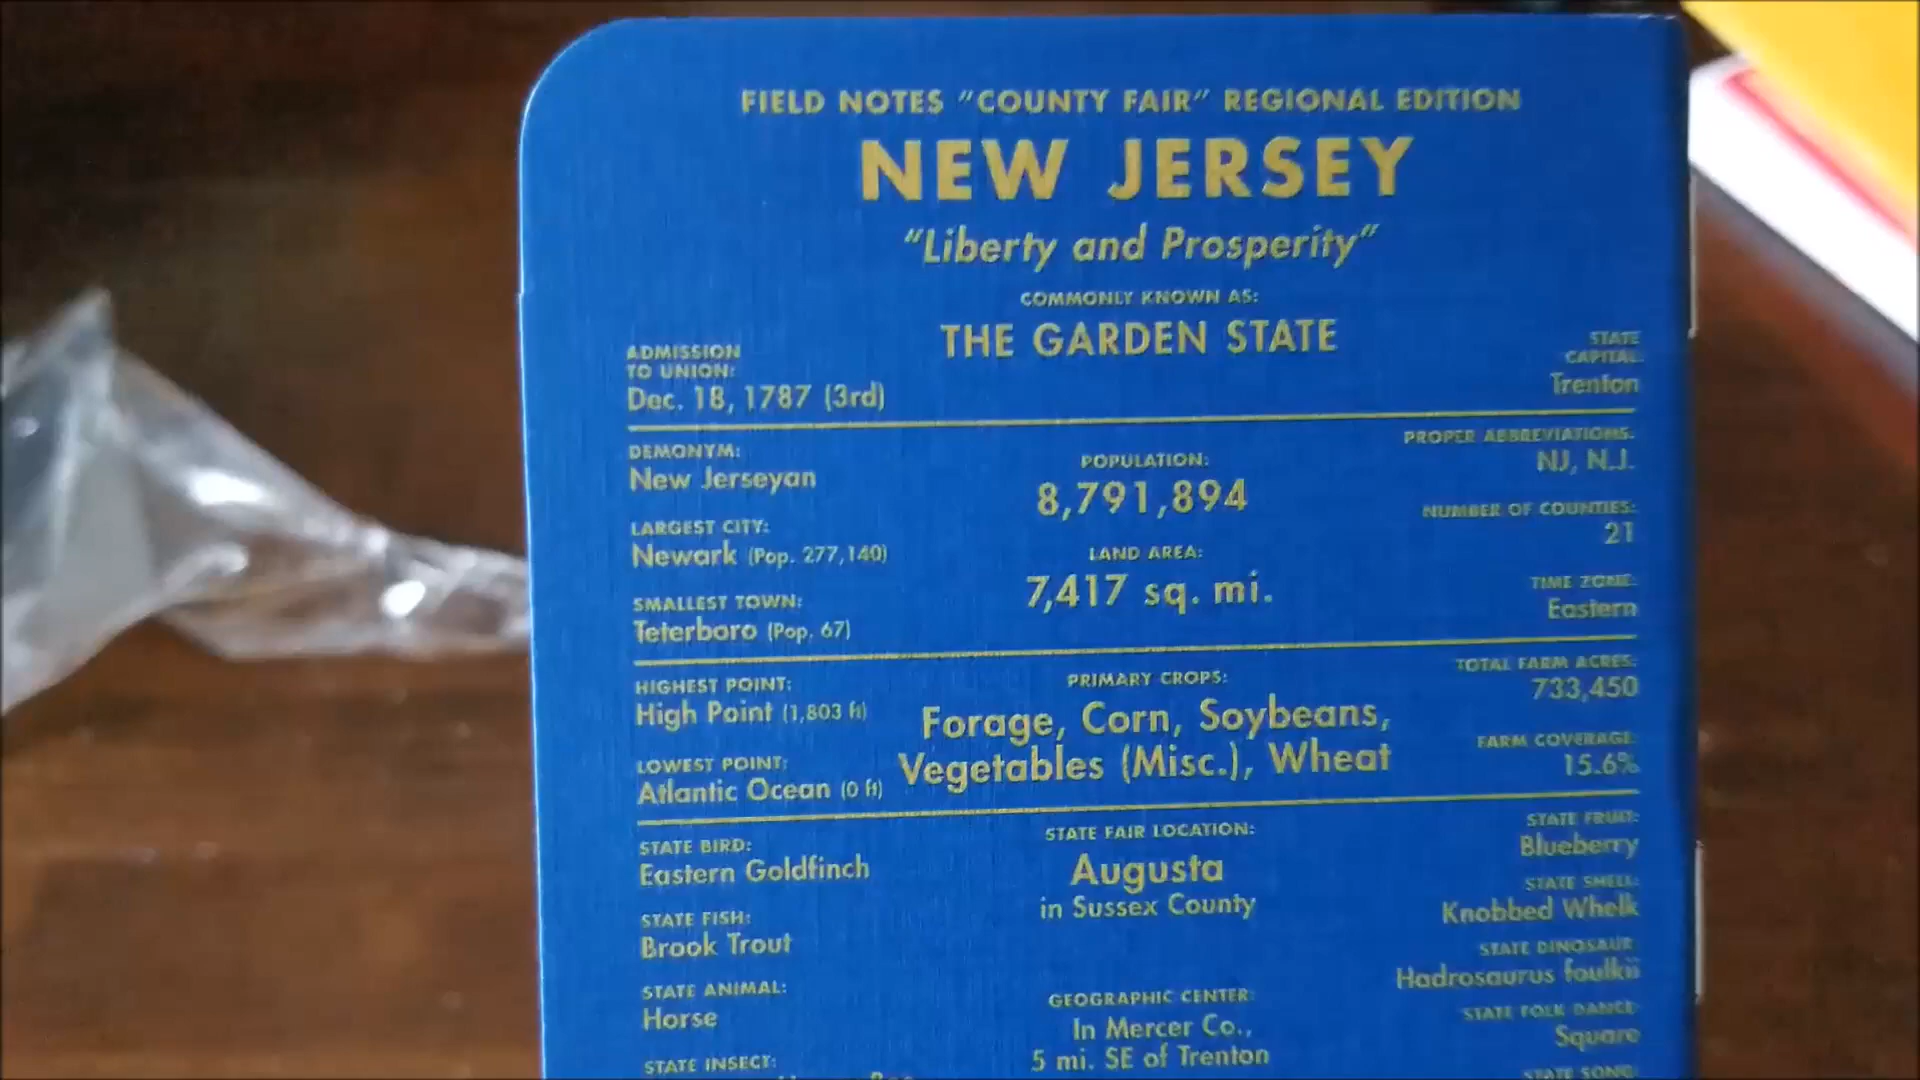 FIELD NOTES "COUNTY FAIR" REGIONAL EDITION
NEW JERSEY
"Liberty and Prosperity"
COMMONLY KNOWN AS:
THE GARDEN STATE
ADMISSION
TO UNION:
Dec. 18, 1787 (3rd)
STATE
CAPITAL:
Trenton
DEMONYM:
New Jerseyan
LARGEST CITY:
Newark (Pop. 277,140)
SMALLEST TOWN:
Teterboro (Pop. 67)
POPULATION:
8,791,894
LAND AREA:
7,417 sq. mi.
PROPER ABBREVIATIONS:
NJ, N.J.
NUMBER OF COUNTIES:
21
TIME ZONE:
Eastern
HIGHEST POINT:
High Point (1,803 ft)
LOWEST POINT:
Atlantic Ocean (0 ft)
PRIMARY CROPS:
Forage, Corn, Soybeans,
Vegetables (Misc.), Wheat
TOTAL FARM ACRES:
733,450
FARM COVERAGE:
15.6%
STATE BIRD:
Eastern Goldfinch
STATE FISH:
Brook Trout
STATE ANIMAL:
Horse
STATE INSECT:
STATE FAIR LOCATION:
Augusta
in Sussex County
GEOGRAPHIC CENTER:
In Mercer Co.,
5 mi. SE of Trenton
STATE FRUIT:
Blueberry
STATE SHELL:
Knobbed Whelk
STATE DINOSAUR:
Hadrosaurus foulkii
STATE FOLK DANCE:
Square
STATE SONG: